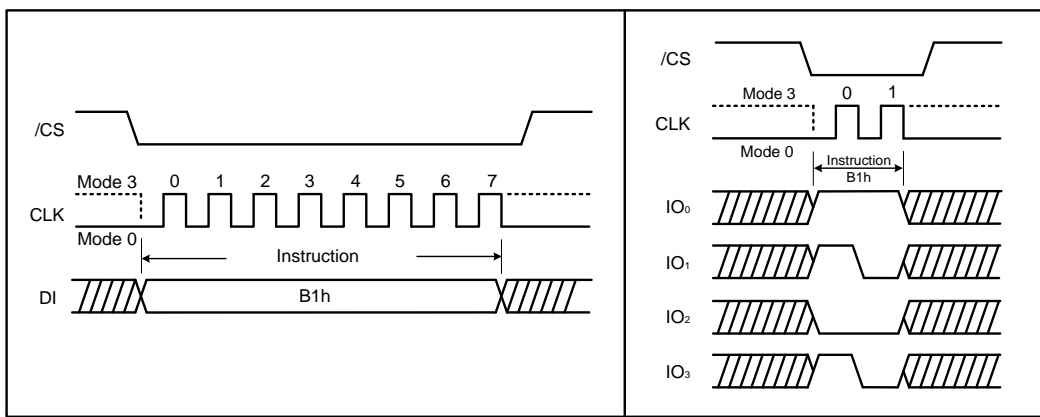 /CS
Mode 3
0 1 2 3 4 5 6 7
CLK
Mode 0
Instruction
DI
B1h
/CS
Mode 3
0 1
CLK
Mode 0
Instruction
B1h
IO₀
IO₁
IO₂
IO₃